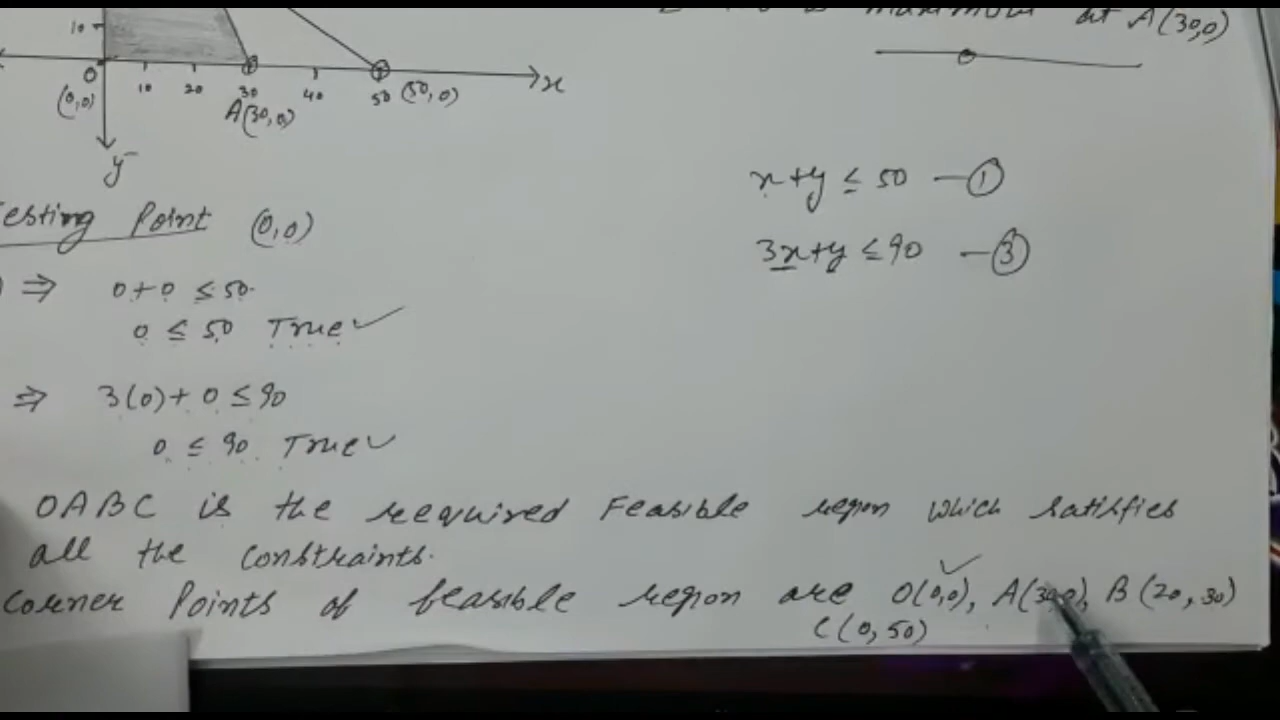 maximum at A(30,0)
10
0
10 20 30 40 50 (50,0) x
(0,0)
A(30,0)
y⁻
x+y ≤ 50 —①
3x+y ≤ 90 —③
Testing Point (0,0)
⇒ 0+0 ≤ 50
0 ≤ 50 True ✓
⇒ 3(0)+0 ≤ 90
0 ≤ 90 True ✓
OABC is the required Feasible region which satisfies
all the constraints.
Corner Points of feasible region are O(0,0), A(30,0), B(20,30)
C(0,50)